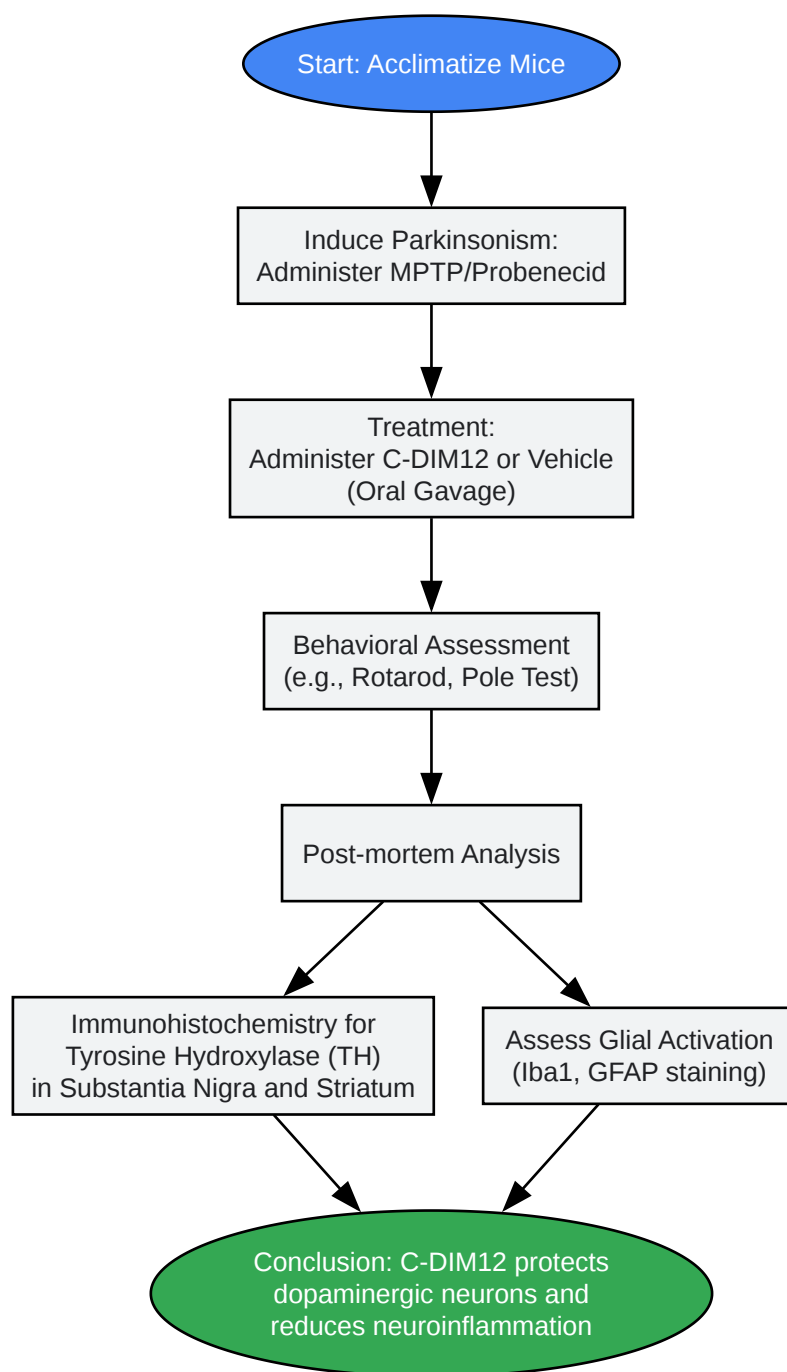 Start: Acclimatize Mice
Induce Parkinsonism:
Administer MPTP/Probenecid
Treatment:
Administer C-DIM12 or Vehicle
(Oral Gavage)
Behavioral Assessment
(e.g., Rotarod, Pole Test)
Post-mortem Analysis
Immunohistochemistry for
Tyrosine Hydroxylase (TH)
in Substantia Nigra and Striatum
Assess Glial Activation
(Iba1, GFAP staining)
Conclusion: C-DIM12 protects
dopaminergic neurons and
reduces neuroinflammation